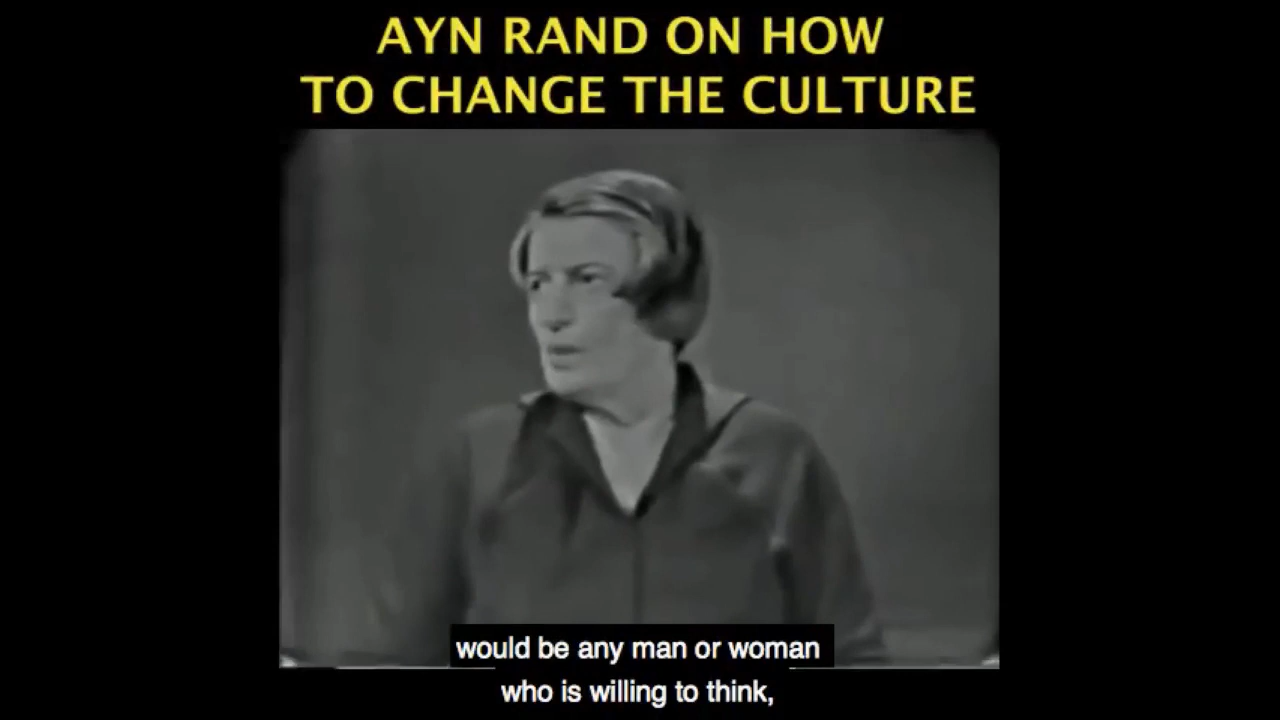 AYN RAND ON HOW
TO CHANGE THE CULTURE
would be any man or woman
who is willing to think,